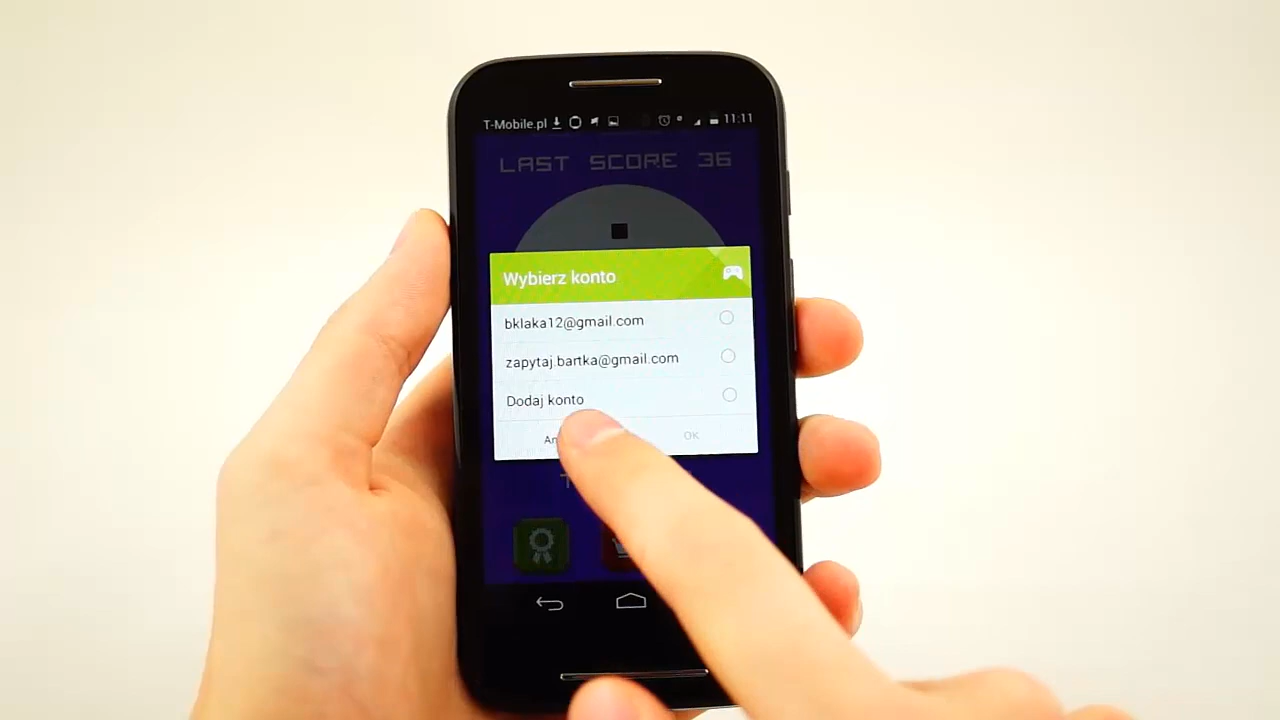 T-Mobile.pl 11:11
LAST SCORE 36
Wybierz konto
bklaka12@gmail.com
zapytaj.bartka@gmail.com
Dodaj konto
OK